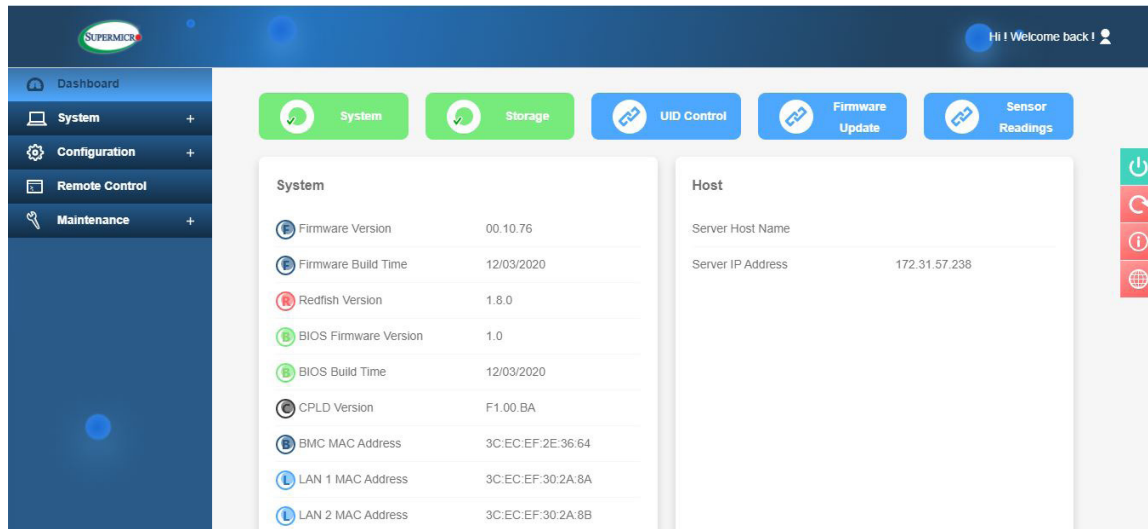 SUPERMICR
Hi ! Welcome back !
Dashboard
System +
Configuration +
Remote Control
Maintenance +
System
Storage
UID Control
Firmware
Update
Sensor
Readings
System
F Firmware Version 00.10.76
F Firmware Build Time 12/03/2020
R Redfish Version 1.8.0
B BIOS Firmware Version 1.0
B BIOS Build Time 12/03/2020
C CPLD Version F1.00.BA
B BMC MAC Address 3C:EC:EF:2E:36:64
L LAN 1 MAC Address 3C:EC:EF:30:2A:8A
L LAN 2 MAC Address 3C:EC:EF:30:2A:8B
Host
Server Host Name
Server IP Address 172.31.57.238